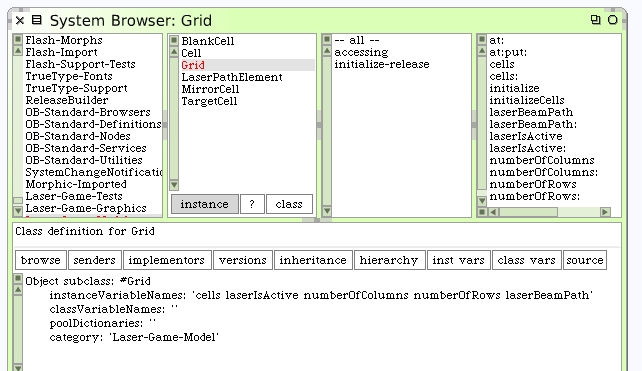 System Browser: Grid
Flash-Morphs
Flash-Import
Flash-Support-Tests
TrueType-Fonts
TrueType-Support
ReleaseBuilder
OB-Standard-Browsers
OB-Standard-Definitions
OB-Standard-Nodes
OB-Standard-Services
OB-Standard-Utilities
SystemChangeNotificatio
Morphic-Imported
Laser-Game-Tests
Laser-Game-Graphics
BlankCell
Cell
Grid
LaserPathElement
MirrorCell
TargetCell
instance ? class
-- all --
accessing
initialize-release
at:
at:put:
cells
cells:
initialize
initializeCells
laserBeamPath
laserBeamPath:
laserIsActive
laserIsActive:
numberOfColumns
numberOfColumns:
numberOfRows
numberOfRows:
Class definition for Grid
browse senders implementors versions inheritance hierarchy inst vars class vars source
Object subclass: #Grid
instanceVariableNames: 'cells laserIsActive numberOfColumns numberOfRows laserBeamPath'
classVariableNames: ''
poolDictionaries: ''
category: 'Laser-Game-Model'